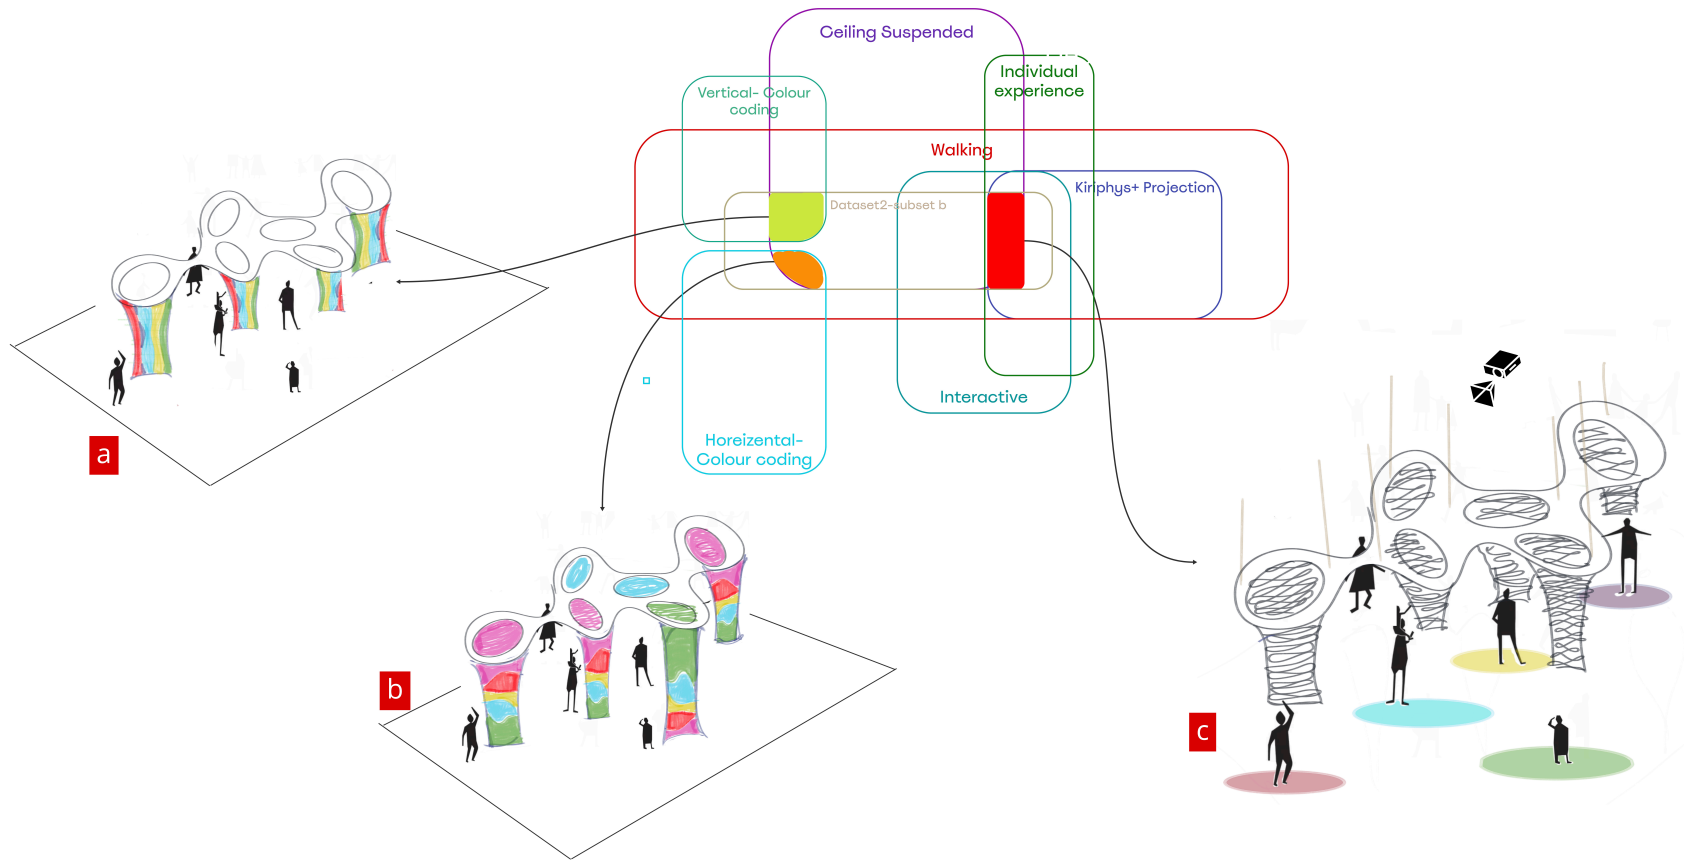 Ceiling Suspended
Individual
experience
Vertical- Colour
coding
Walking
Kiriphys+ Projection
Dataset2-subset b
Interactive
Horeizental-
Colour coding
a
b
c